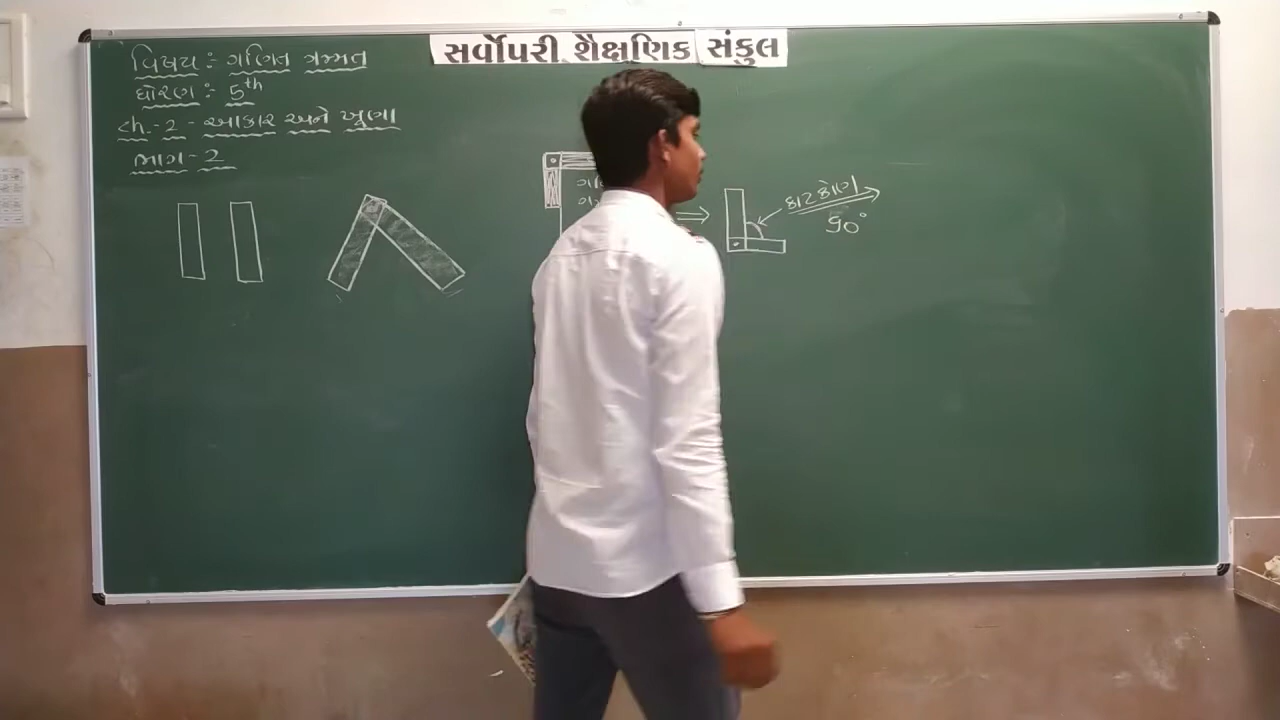 સર્વોપરી શૈક્ષણિક સંકુલ
વિષય :- ગણિત ગમ્મત
ધોરણ :- 5th
ch.-2 - આકાર અને ખૂણા
ભાગ-2
કાટકોણ
90°